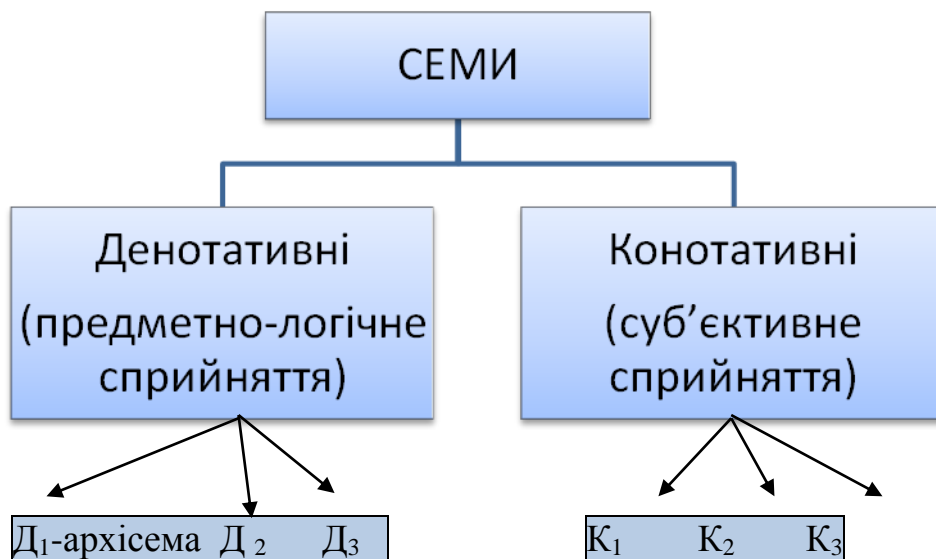 СЕМИ
Денотативні
(предметно-логічне
сприйняття)
Конотативні
(суб’єктивне
сприйняття)
Д₁-архісема Д ₂ Д₃
К₁ К₂ К₃